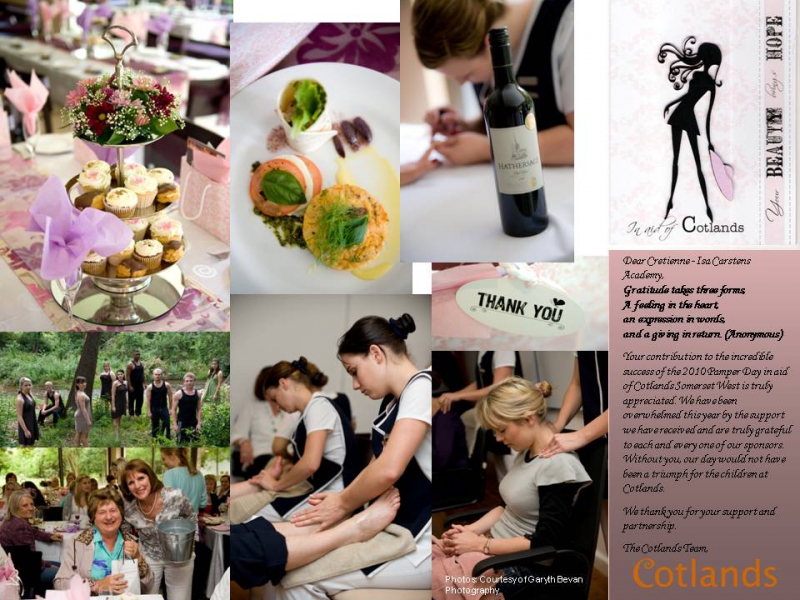 HATHERSAGE
Your BEAUTY brings HOPE
In aid of Cotlands
THANK YOU
Dear Cretienne - Isa Carstens
Academy,
Gratitude takes three forms,
A feeling in the heart,
an expression in words,
and a giving in return. (Anonymous)
Your contribution to the incredible
success of the 2010 Pamper Day in aid
of Cotlands Somerset West is truly
appreciated. We have been
overwhelmed this year by the support
we have received and are truly grateful
to each and every one of our sponsors.
Without you, our day would not have
been a triumph for the children at
Cotlands.
We thank you for your support and
partnership.
The Cotlands Team,
Cotlands
Photos: Courtesy of Garyth Bevan
Photography